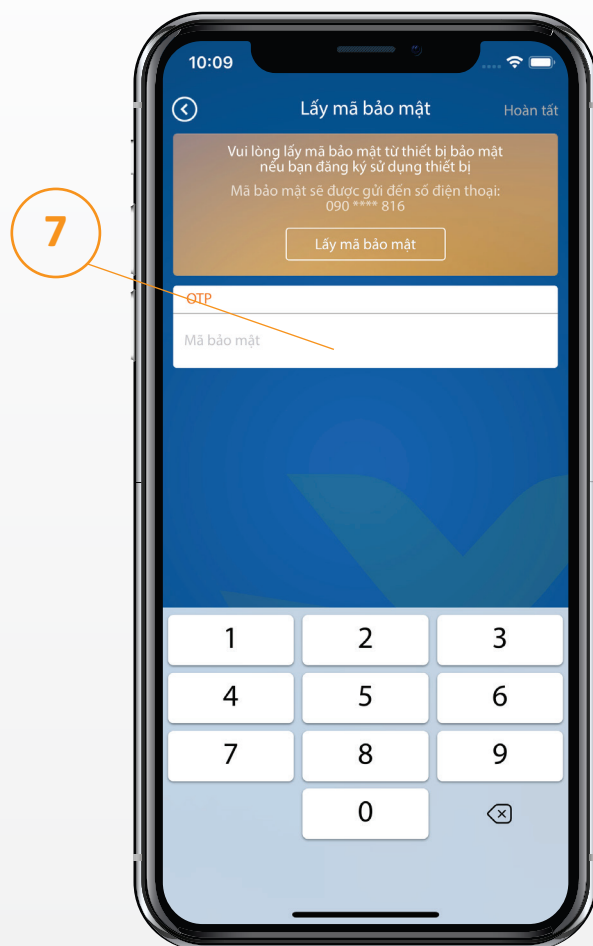 10:09
Lấy mã bảo mật
Hoàn tất
Vui lòng lấy mã bảo mật từ thiết bị bảo mật
nếu bạn đăng ký sử dụng thiết bị
Mã bảo mật sẽ được gửi đến số điện thoại:
090 **** 816
Lấy mã bảo mật
7
OTP
Mã bảo mật
1 2 3
4 5 6
7 8 9
0